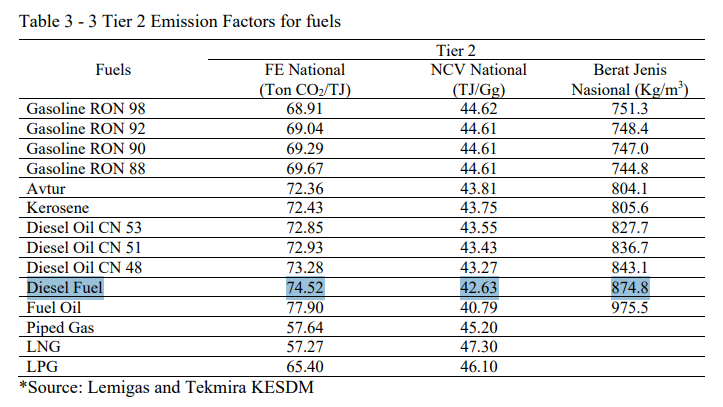 Table 3 - 3 Tier 2 Emission Factors for fuels
Tier 2
Fuels FE National NCV National Berat Jenis
(Ton CO₂/TJ) (TJ/Gg) Nasional (Kg/m³)
Gasoline RON 98 68.91 44.62 751.3
Gasoline RON 92 69.04 44.61 748.4
Gasoline RON 90 69.29 44.61 747.0
Gasoline RON 88 69.67 44.61 744.8
Avtur 72.36 43.81 804.1
Kerosene 72.43 43.75 805.6
Diesel Oil CN 53 72.85 43.55 827.7
Diesel Oil CN 51 72.93 43.43 836.7
Diesel Oil CN 48 73.28 43.27 843.1
Diesel Fuel 74.52 42.63 874.8
Fuel Oil 77.90 40.79 975.5
Piped Gas 57.64 45.20
LNG 57.27 47.30
LPG 65.40 46.10
*Source: Lemigas and Tekmira KESDM